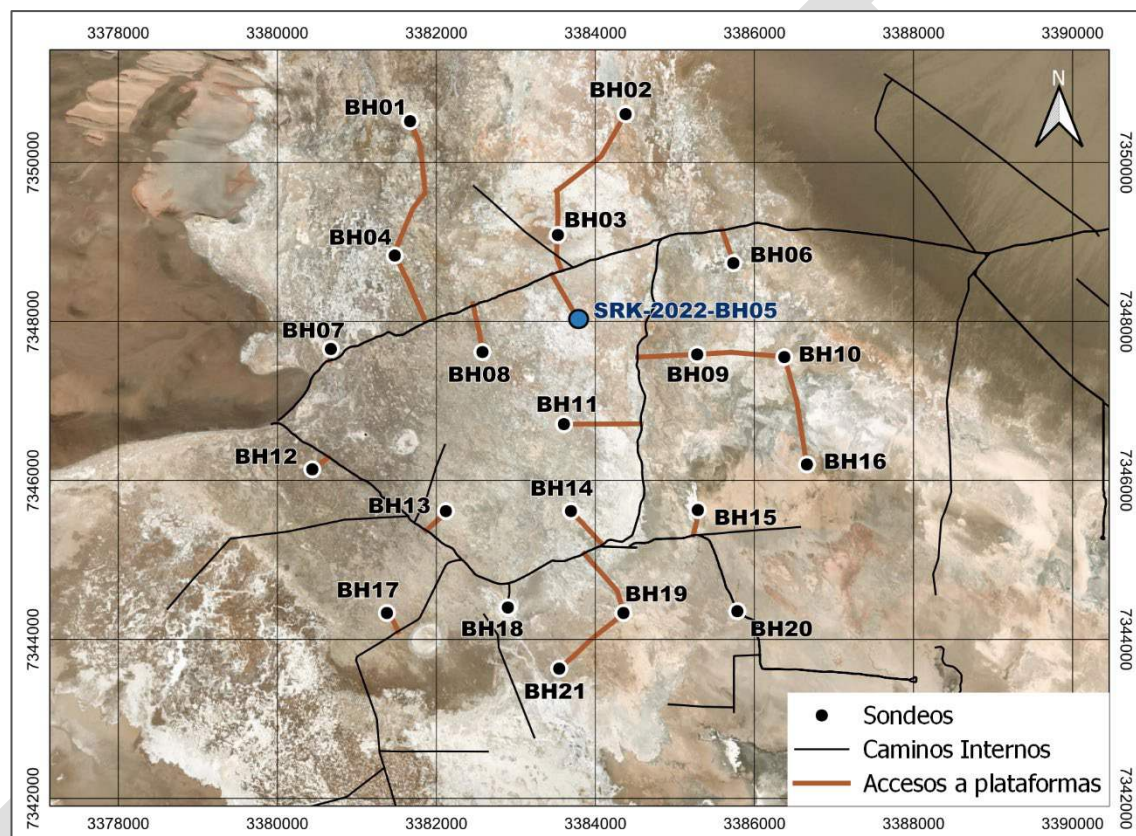 3378000 3380000 3382000 3384000 3386000 3388000 3390000
N
BH02
BH01
7350000 7350000
BH03
BH04
BH06
SRK-2022-BH05
7348000 7348000
BH07
BH08
BH09
BH10
BH11
BH12
BH16
7346000 7346000
BH14
BH13
BH15
BH17
BH19
BH18
BH20
7344000 7344000
BH21
Sondeos
Caminos Internos
Accesos a plataformas
7342000 7342000
3378000 3380000 3382000 3384000 3386000 3388000 3390000